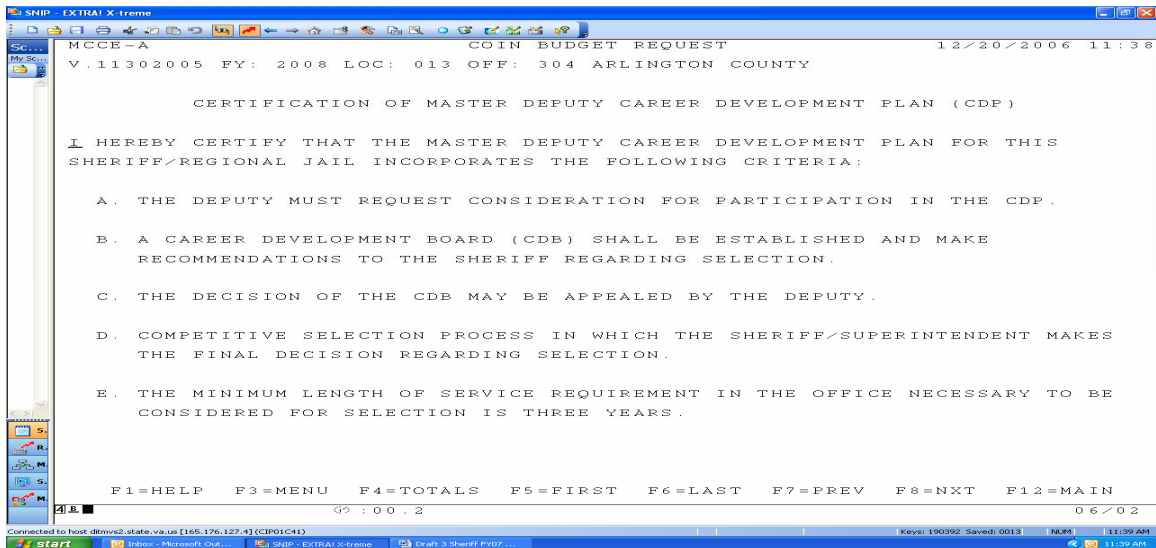 SNIP - EXTRA! X-treme
Sc...
My Sc...
MCCE-A COIN BUDGET REQUEST 12/20/2006 11:38
V.11302005 FY: 2008 LOC: 013 OFF: 304 ARLINGTON COUNTY
CERTIFICATION OF MASTER DEPUTY CAREER DEVELOPMENT PLAN (CDP)
I HEREBY CERTIFY THAT THE MASTER DEPUTY CAREER DEVELOPMENT PLAN FOR THIS
SHERIFF/REGIONAL JAIL INCORPORATES THE FOLLOWING CRITERIA:
A. THE DEPUTY MUST REQUEST CONSIDERATION FOR PARTICIPATION IN THE CDP.
B. A CAREER DEVELOPMENT BOARD (CDB) SHALL BE ESTABLISHED AND MAKE
RECOMMENDATIONS TO THE SHERIFF REGARDING SELECTION.
C. THE DECISION OF THE CDB MAY BE APPEALED BY THE DEPUTY.
D. COMPETITIVE SELECTION PROCESS IN WHICH THE SHERIFF/SUPERINTENDENT MAKES
THE FINAL DECISION REGARDING SELECTION.
E. THE MINIMUM LENGTH OF SERVICE REQUIREMENT IN THE OFFICE NECESSARY TO BE
CONSIDERED FOR SELECTION IS THREE YEARS.
S.
R.
M
S.
M
F1=HELP F3=MENU F4=TOTALS F5=FIRST F6=LAST F7=PREV F8=NXT F12=MAIN
4 B :00.2 06/02
Connected to host ditmvs2.state.va.us [165.176.127.4] (CIP01C41) Keys: 190392 Saved: 0013 NUM 11:39 AM
start Inbox - Microsoft Out... SNIP - EXTRA! X-treme Draft 3 Sheriff FY07 ... 11:39 AM